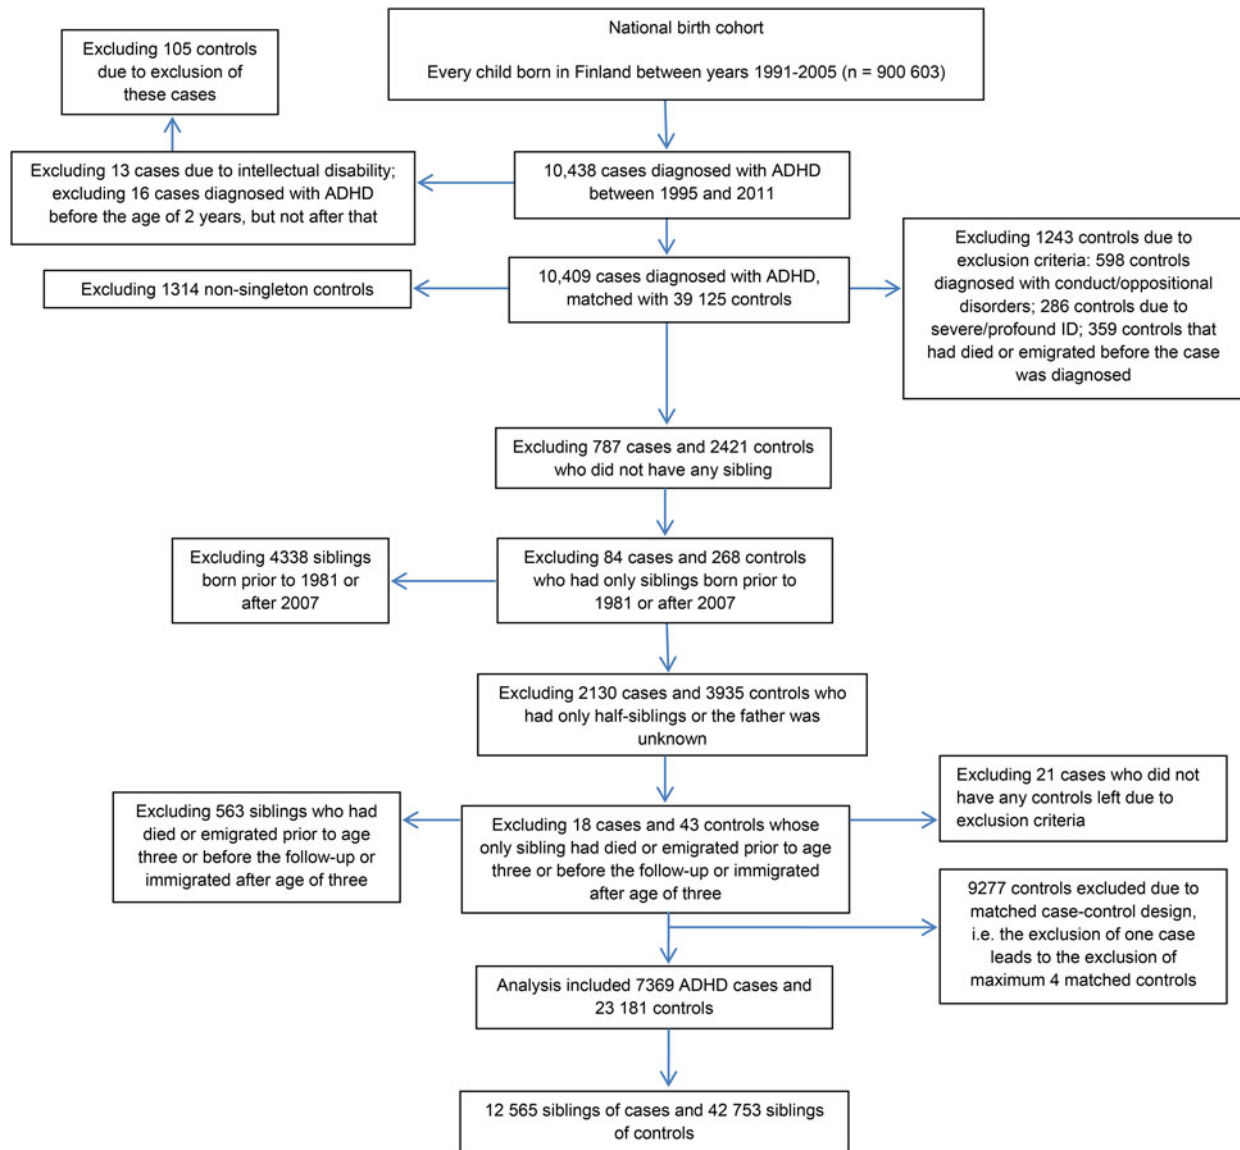 National birth cohort
Every child born in Finland between years 1991-2005 (n = 900 603)
Excluding 105 controls
due to exclusion of
these cases
Excluding 13 cases due to intellectual disability;
excluding 16 cases diagnosed with ADHD
before the age of 2 years, but not after that
10,438 cases diagnosed with ADHD
between 1995 and 2011
Excluding 1314 non-singleton controls
10,409 cases diagnosed with ADHD,
matched with 39 125 controls
Excluding 1243 controls due to
exclusion criteria: 598 controls
diagnosed with conduct/oppositional
disorders; 286 controls due to
severe/profound ID; 359 controls that
had died or emigrated before the case
was diagnosed
Excluding 787 cases and 2421 controls
who did not have any sibling
Excluding 4338 siblings
born prior to 1981 or
after 2007
Excluding 84 cases and 268 controls
who had only siblings born prior to
1981 or after 2007
Excluding 2130 cases and 3935 controls who
had only half-siblings or the father was
unknown
Excluding 563 siblings who had
died or emigrated prior to age
three or before the follow-up or
immigrated after age of three
Excluding 18 cases and 43 controls whose
only sibling had died or emigrated prior to age
three or before the follow-up or immigrated
after age of three
Excluding 21 cases who did not
have any controls left due to
exclusion criteria
9277 controls excluded due to
matched case-control design,
i.e. the exclusion of one case
leads to the exclusion of
maximum 4 matched controls
Analysis included 7369 ADHD cases and
23 181 controls
12 565 siblings of cases and 42 753 siblings
of controls